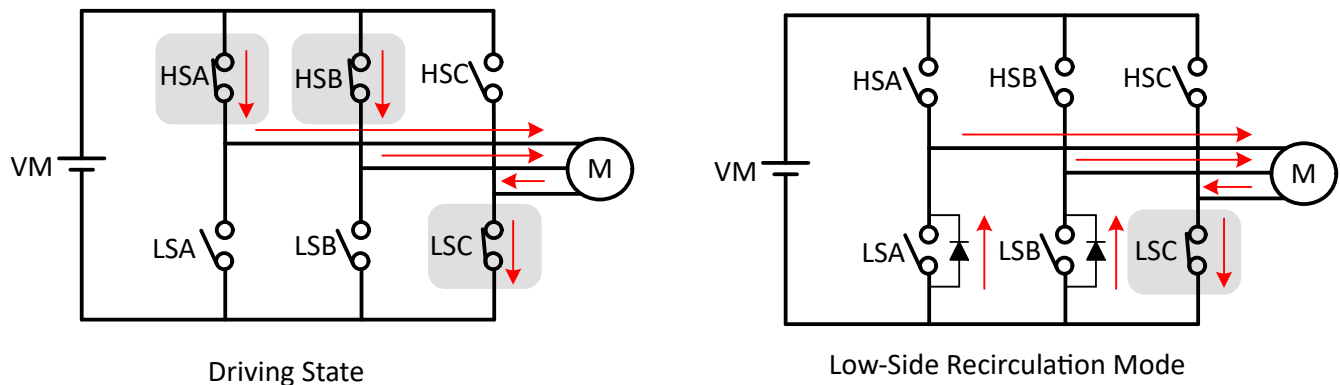 HSA
HSB
HSC
VM
M
LSA
LSB
LSC
Driving State
HSA
HSB
HSC
VM
M
LSA
LSB
LSC
Low-Side Recirculation Mode